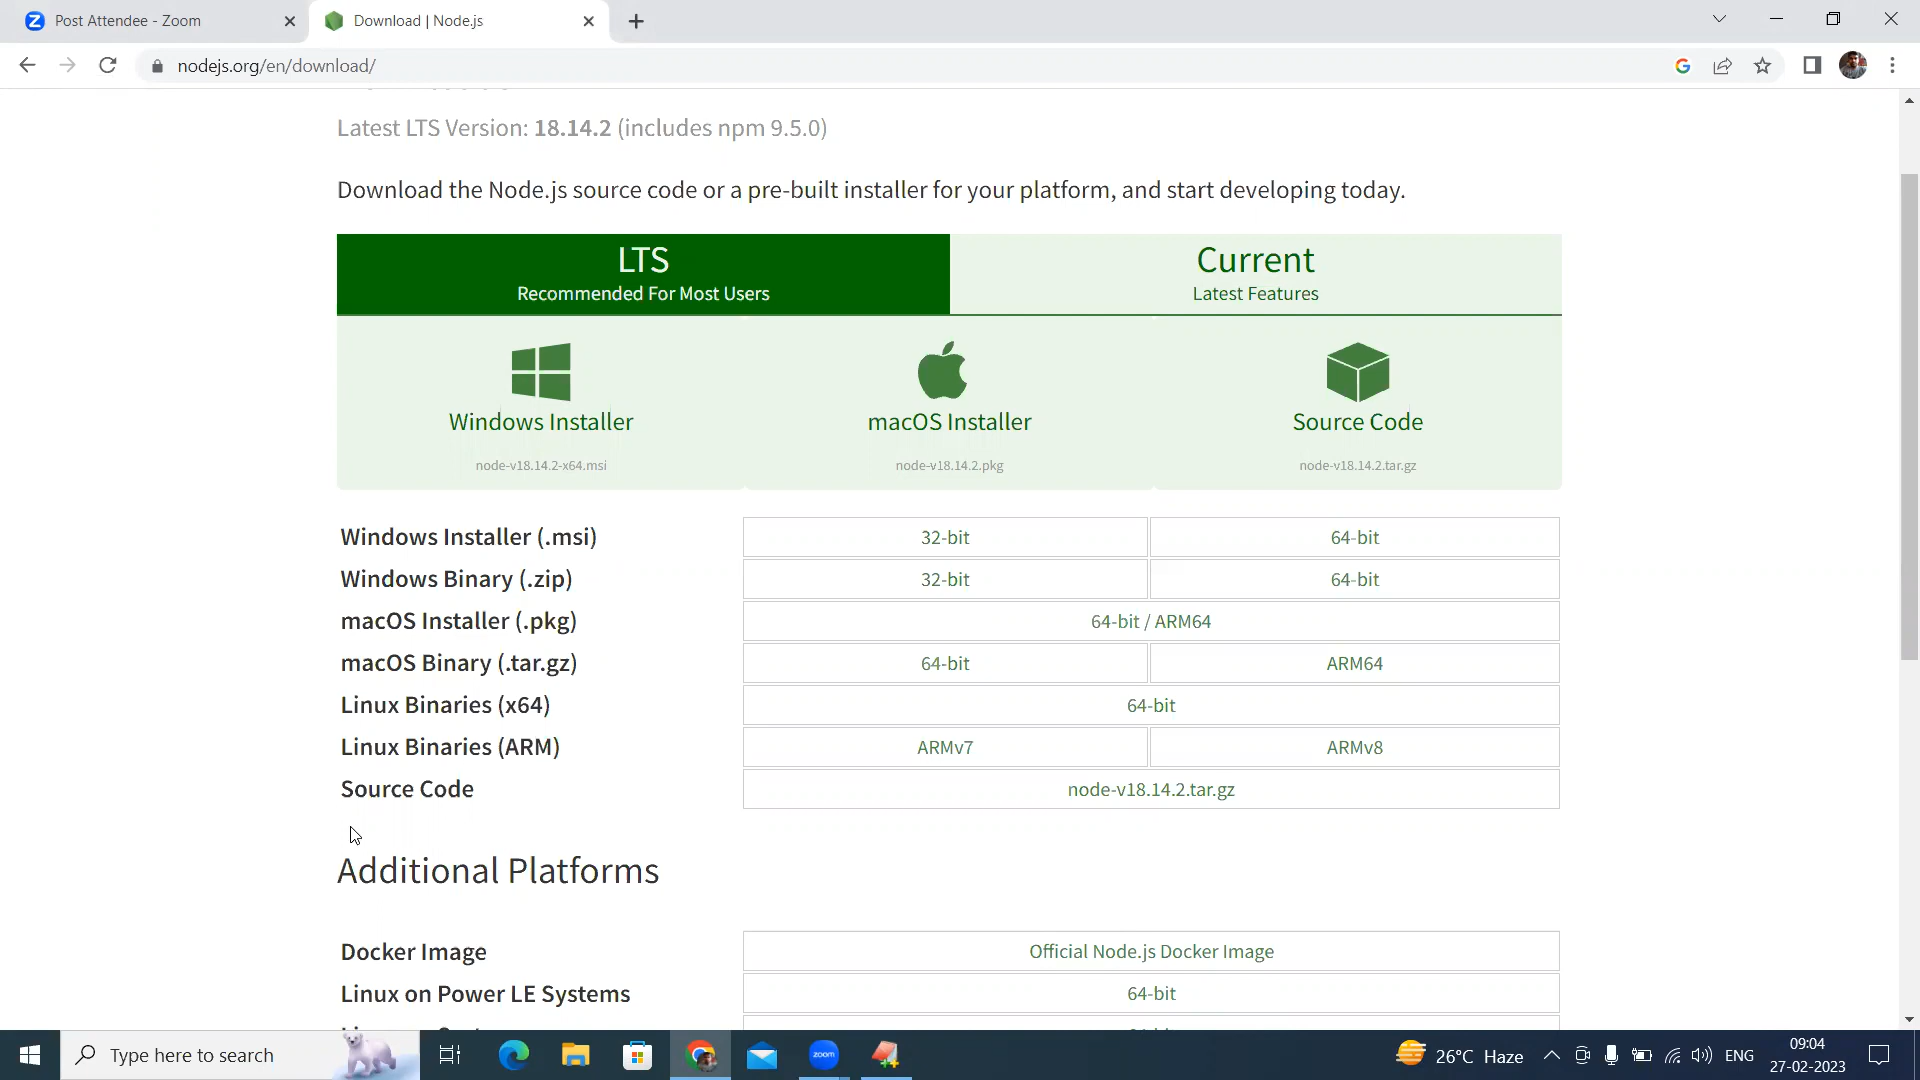 Post Attendee - Zoom
Download | Node.js
nodejs.org/en/download/
Latest LTS Version: 18.14.2 (includes npm 9.5.0)
Download the Node.js source code or a pre-built installer for your platform, and start developing today.
LTS
Recommended For Most Users
Current
Latest Features
Windows Installer
node-v18.14.2-x64.msi
macOS Installer
node-v18.14.2.pkg
Source Code
node-v18.14.2.tar.gz
Windows Installer (.msi) 32-bit 64-bit
Windows Binary (.zip) 32-bit 64-bit
macOS Installer (.pkg) 64-bit / ARM64
macOS Binary (.tar.gz) 64-bit ARM64
Linux Binaries (x64) 64-bit
Linux Binaries (ARM) ARMv7 ARMv8
Source Code node-v18.14.2.tar.gz
Additional Platforms
Docker Image Official Node.js Docker Image
Linux on Power LE Systems 64-bit
Type here to search
zoom
26°C Haze
ENG
09:04
27-02-2023